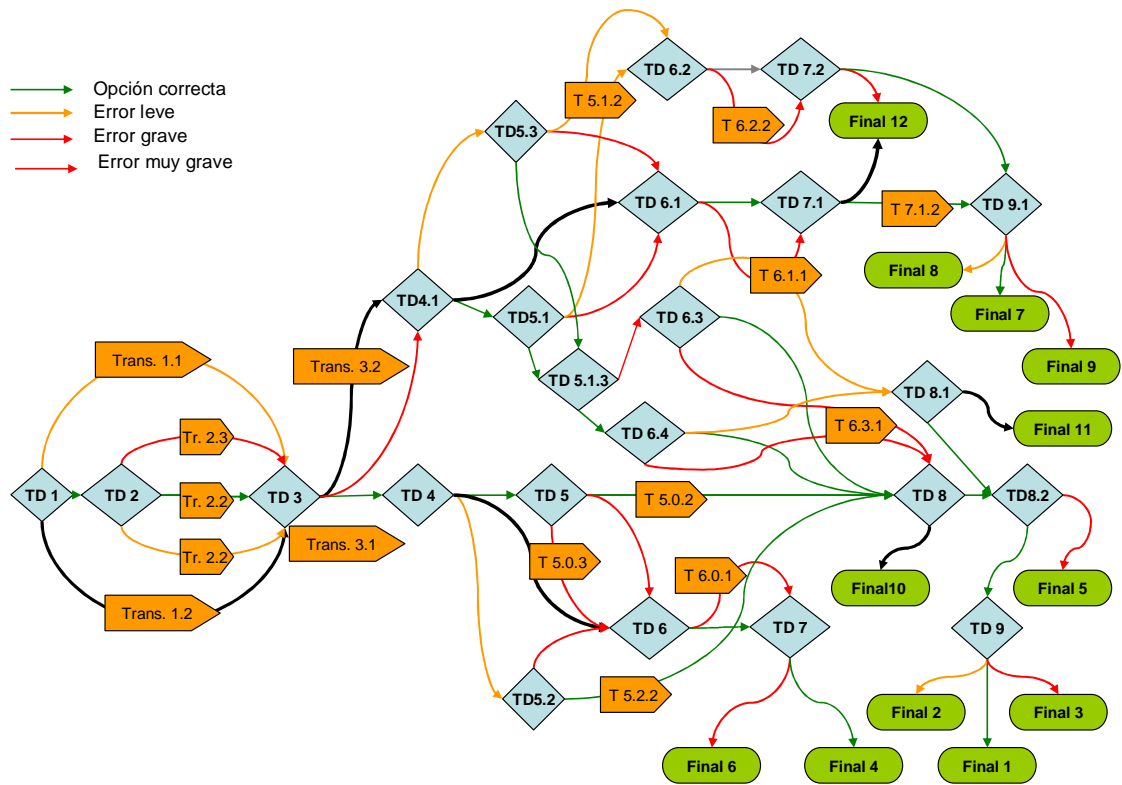 Opción correcta
Error leve
Error grave
Error muy grave
TD 6.2
TD 7.2
T 5.1.2
T 6.2.2
Final 12
TD5.3
TD 6.1
TD 7.1
T 7.1.2
TD 9.1
Final 8
T 6.1.1
Final 7
TD4.1
TD5.1
TD 6.3
Final 9
Trans. 1.1
Trans. 3.2
TD 5.1.3
TD 8.1
Final 11
Tr. 2.3
TD 6.4
T 6.3.1
TD 1
TD 2
Tr. 2.2
TD 3
TD 4
TD 5
T 5.0.2
TD 8
TD8.2
Tr. 2.2
Trans. 3.1
T 5.0.3
T 6.0.1
Final10
Final 5
Trans. 1.2
TD 6
TD 7
TD 9
TD5.2
T 5.2.2
Final 2
Final 3
Final 6
Final 4
Final 1